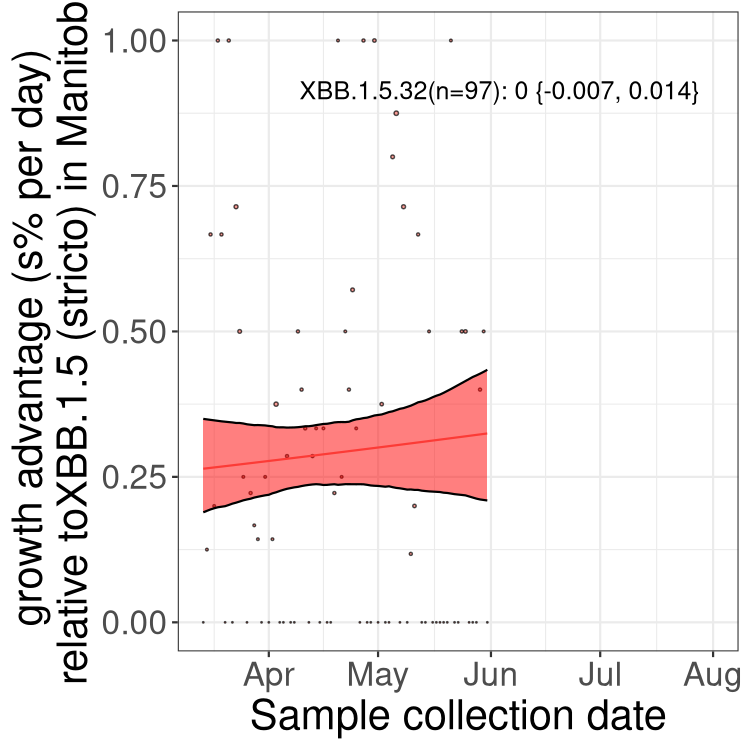 growth advantage (s% per day)
relative toXBB.1.5 (stricto) in Manitob
1.00
0.75
0.50
0.25
0.00
XBB.1.5.32(n=97): 0 {-0.007, 0.014}
Apr May Jun Jul Aug
Sample collection date